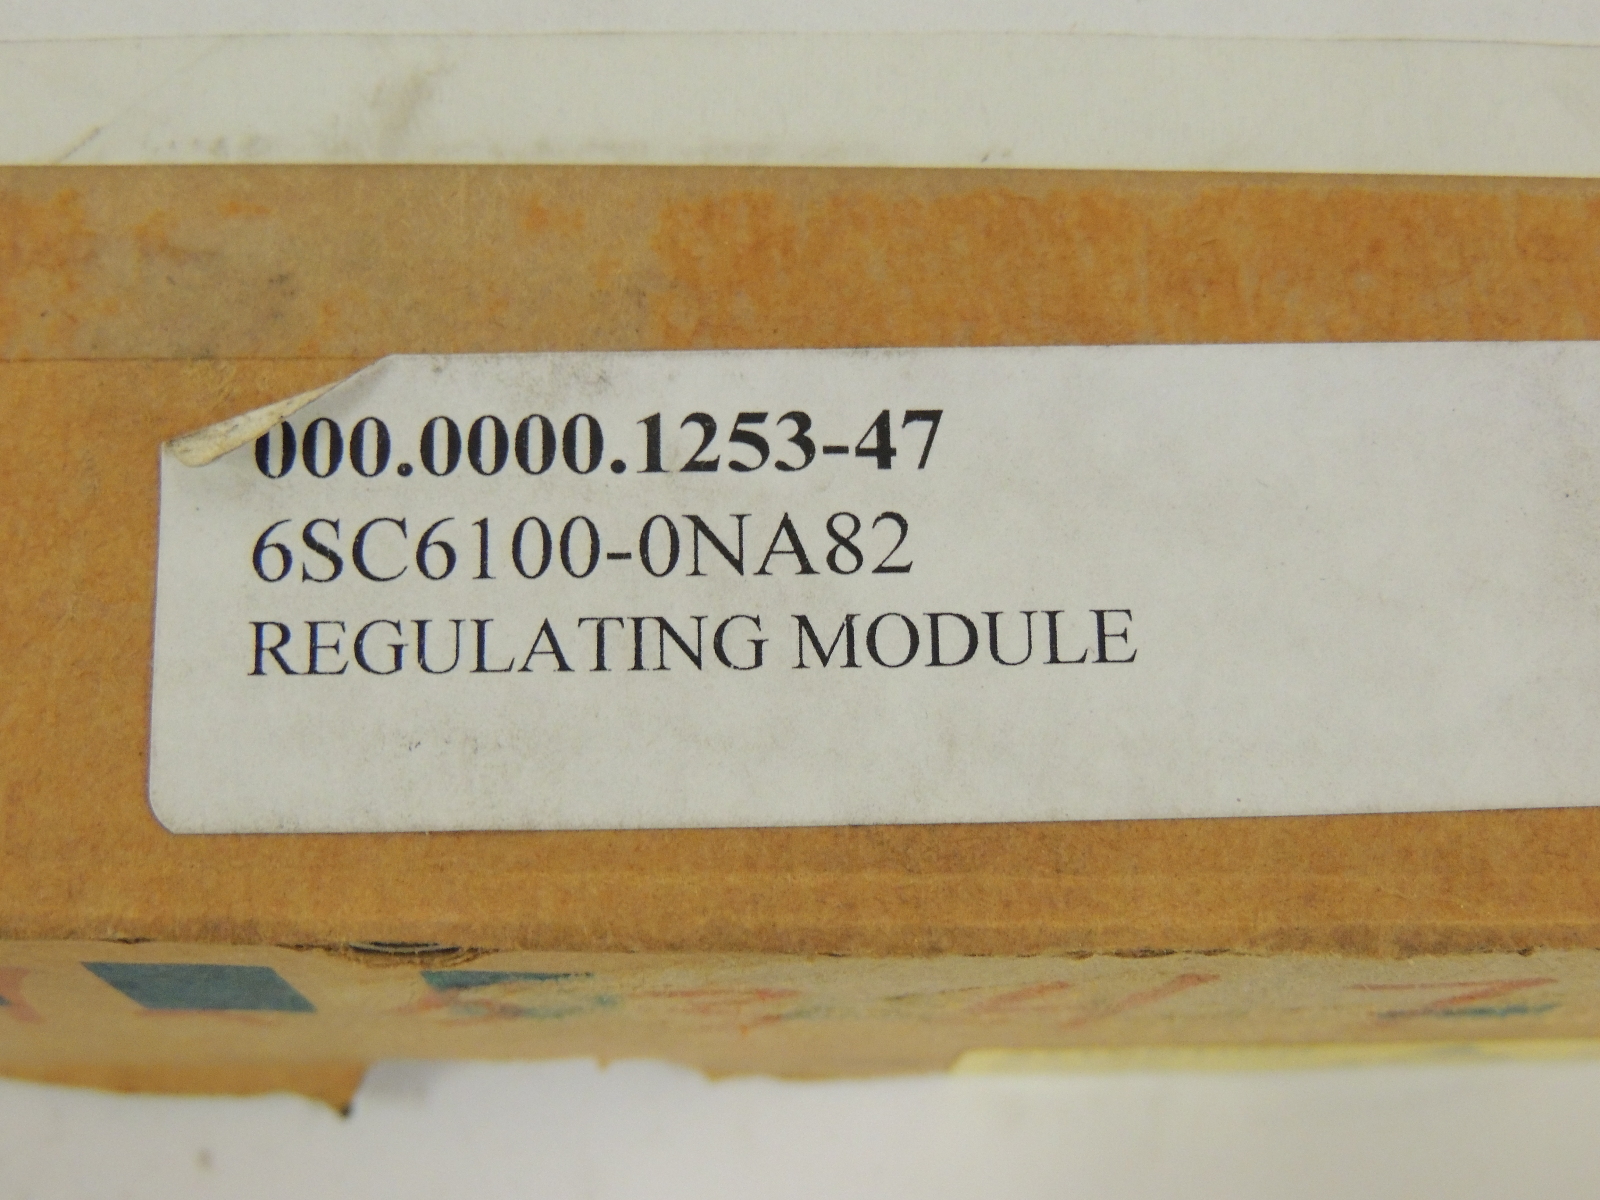 000.0000.1253-47
6SC6100-0NA82
REGULATING MODULE